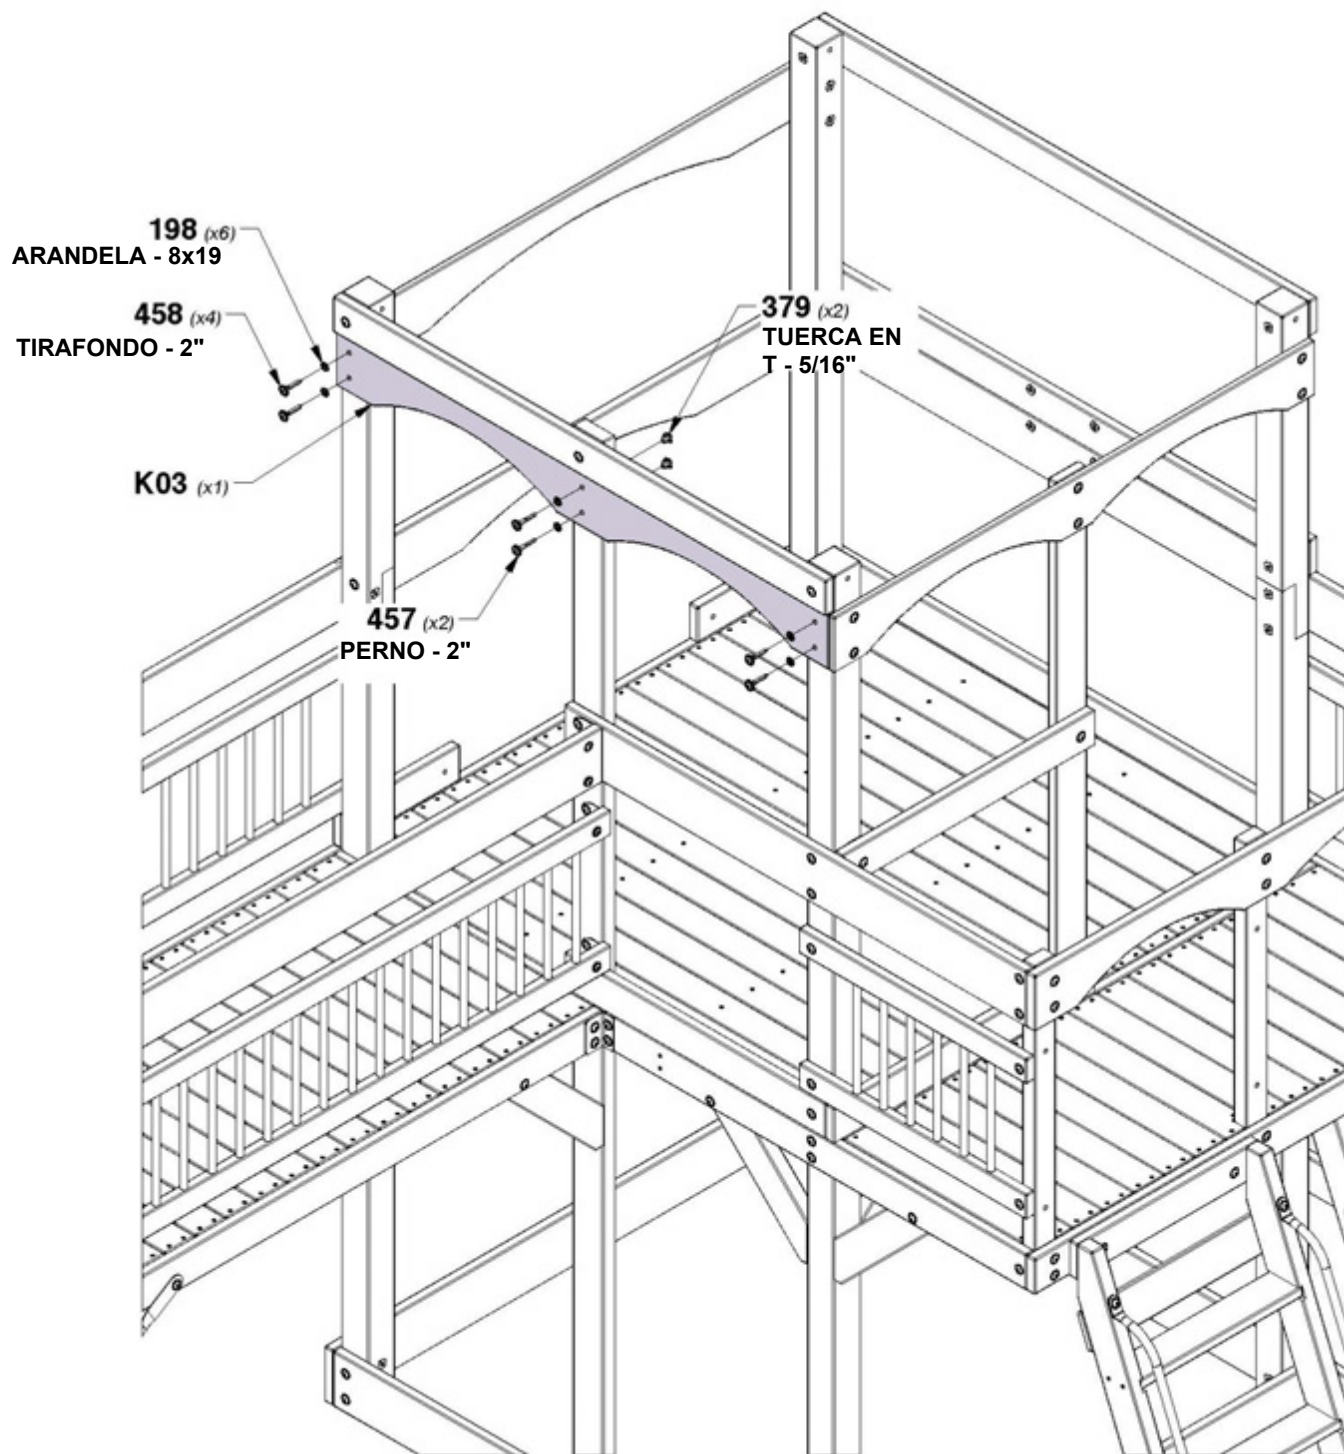 198 (x6)
ARANDELA - 8x19
458 (x4)
TIRAFONDO - 2"
379 (x2)
TUERCA EN
T - 5/16"
K03 (x1)
457 (x2)
PERNO - 2"